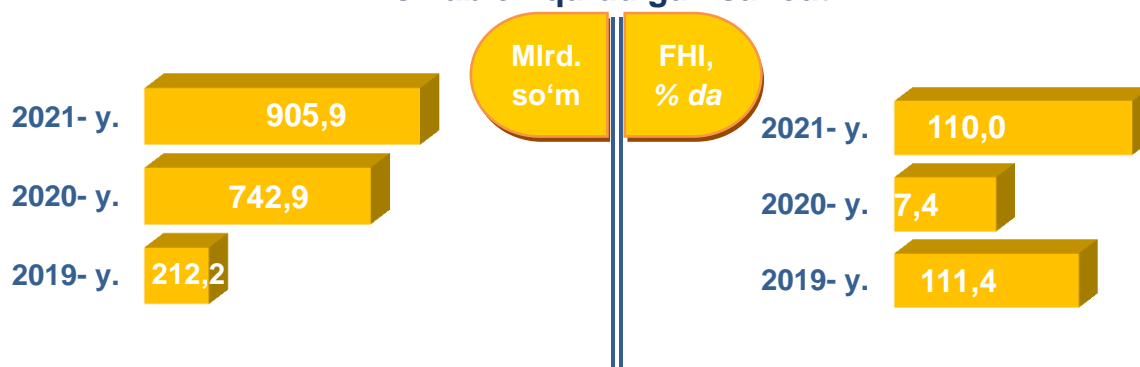 Mlrd.
so‘m
FHI,
% da
2021- y.
905,9
2020- y.
742,9
2019- y.
212,2
2021- y.
110,0
2020- y.
7,4
2019- y.
111,4